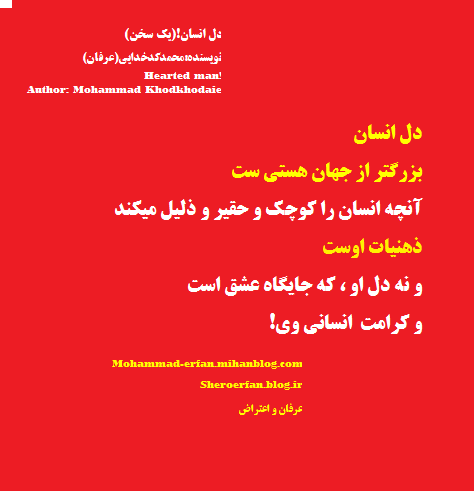 دل انسان!(یک سخن)
نویسنده:محمدکدخدایی(عرفان)
Hearted man!
Author: Mohammad Khodkhodaie
دل انسان
بزرگتر از جهان هستی ست
آنچه انسان را کوچک و حقیر و ذلیل میکند
ذهنیات اوست
و نه دل او ، که جایگاه عشق است
و کرامت انسانی وی!
Mohammad-erfan.mihanblog.com
Sheroerfan.blog.ir
عرفان و اعتراض